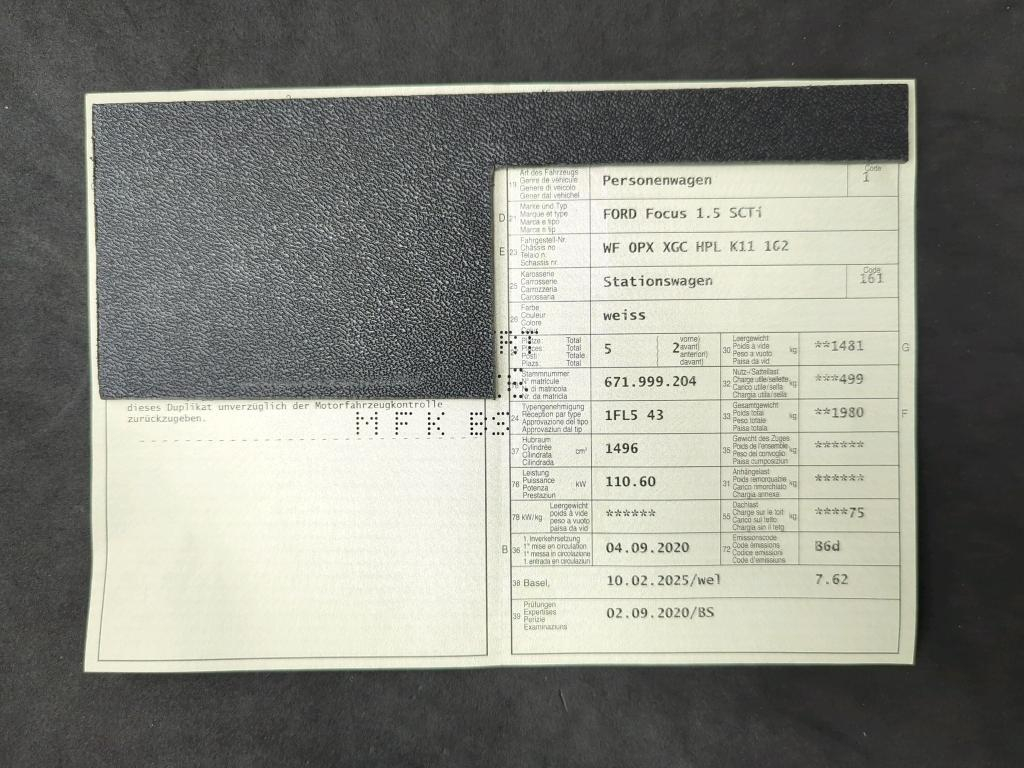 dieses Duplikat unverzüglich der Motorfahrzeugkontrolle
zurückzugeben.
MFK
19 Art des Fahrzeugs
Genre de véhicule
Genere di veicolo
Gener dal vehichel
Personenwagen
Code
1
D 21 Marke und Typ
Marque et type
Marca e tipo
Marca e tip
FORD Focus 1.5 SCTi
E 23 Fahrgestell-Nr.
Châssis no
Telaio n.
Schassis nr.
WF OPX XGC HPL K11 162
25 Karosserie
Carrosserie
Carrozzeria
Carossaria
Stationswagen
Code
161
26 Farbe
Couleur
Colore
weiss
Total
Total
Totale
Total
5
2
vorne)
avant)
anteriori)
davant)
30 Leergewicht
Poids à vide
Peso a vuoto
Paisa da vid
kg
**1481
G
Stammnummer
N° matricule
N. di matricola
Nr. da matricla
671.999.204
32 Nutz-/Sattellast
Charge utile/sellette
Carico utile/sella
Chargia utila/sella
kg
***499
24 Typengenehmigung
Réception par type
Approvazione del tipo
Approvaziun dal tip
1FL5 43
33 Gesamtgewicht
Poids total
Peso totale
Paisa totala
kg
**1980
F
37 Hubraum
Cylindrée
Cilindrata
Cilindrada
cm³
1496
35 Gewicht des Zuges
Poids de l'ensemble
Peso del convoglio
Paisa cumposiziun
kg
******
76 Leistung
Puissance
Potenza
Prestaziun
kW
110.60
31 Anhängelast
Poids remorquable
Carico rimorchiato
Chargia annexa
kg
******
78 kW/kg
Leergewicht
poids à vide
peso a vuoto
paisa da vid
******
55 Dachlast
Charge sur le toit
Carico sul tetto
Chargia sin il tetg
kg
****75
B 36 1. Inverkehrsetzung
1re mise en circulation
1a messa in circolazione
1. entrada en circulaziun
04.09.2020
72 Emissionscode
Code émissions
Codice emissioni
Code d'emissiuns
B6d
38 Basel,
10.02.2025/wel
7.62
39 Prüfungen
Expertises
Perizie
Examinaziuns
02.09.2020/BS